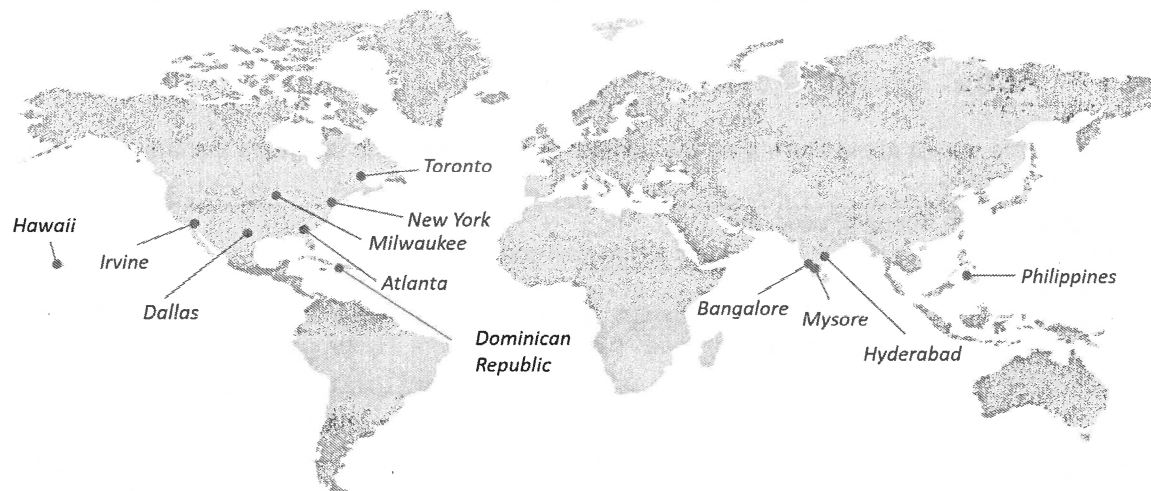 Toronto
New York
Milwaukee
Hawaii
Irvine
Atlanta
Dallas
Dominican
Republic
Philippines
Bangalore
Mysore
Hyderabad